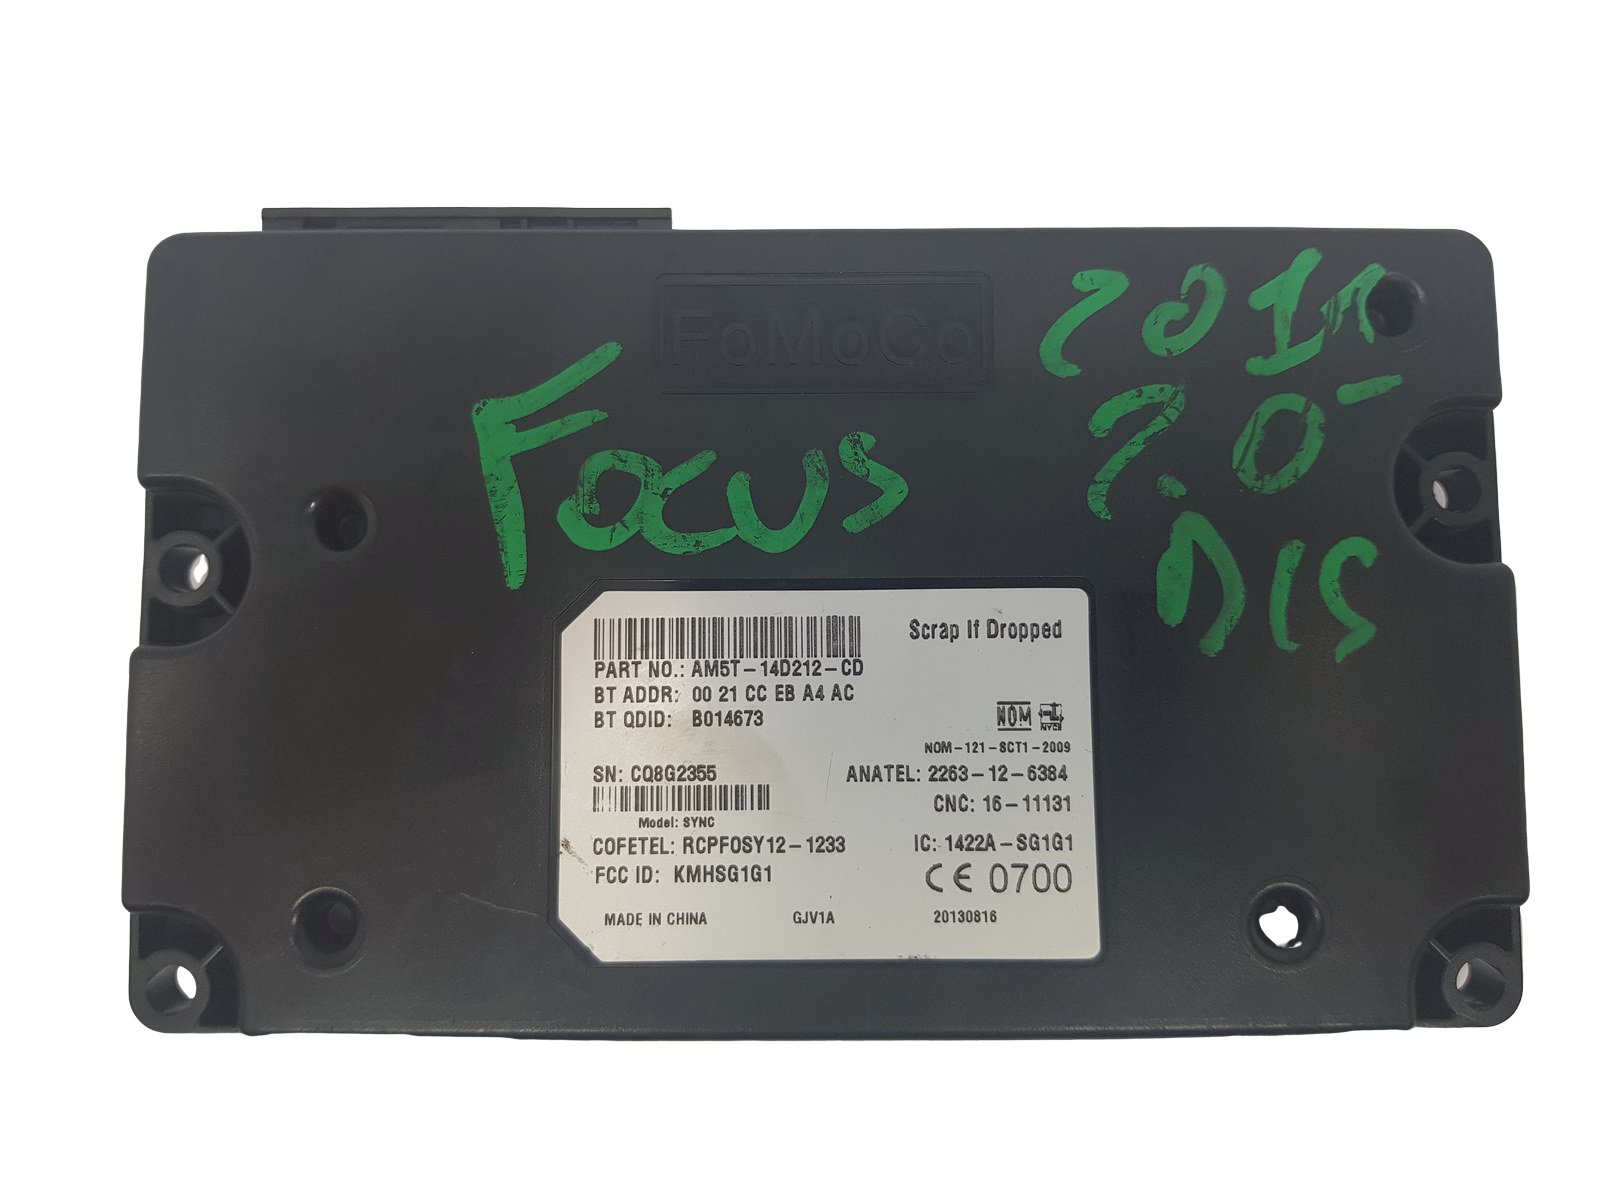 FoMoCo
Focus
2.0
DIS
Scrap If Dropped
PART NO.: AM5T-14D212-CD
BT ADDR: 00 21 CC EB A4 AC
BT QDID: B014673
NOM
NYCE
NOM-121-SCT1-2009
SN: CQ8G2355
ANATEL: 2263-12-6384
CNC: 16-11131
Model: SYNC
COFETEL: RCPFOSY12-1233
IC: 1422A-SG1G1
FCC ID: KMHSG1G1
CE 0700
MADE IN CHINA
GJV1A
20130816